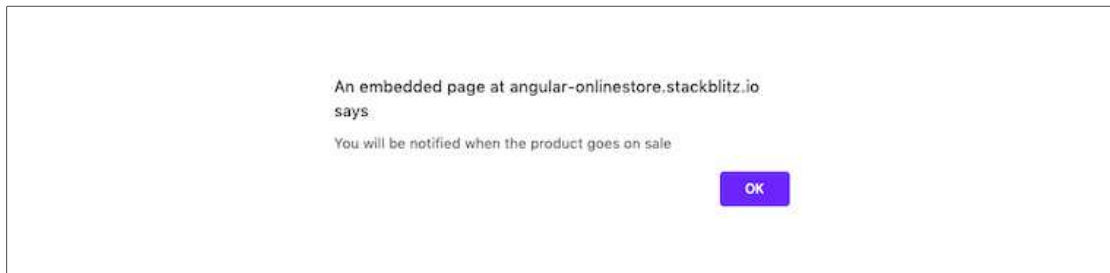 An embedded page at angular-onlinestore.stackblitz.io
says
You will be notified when the product goes on sale
OK